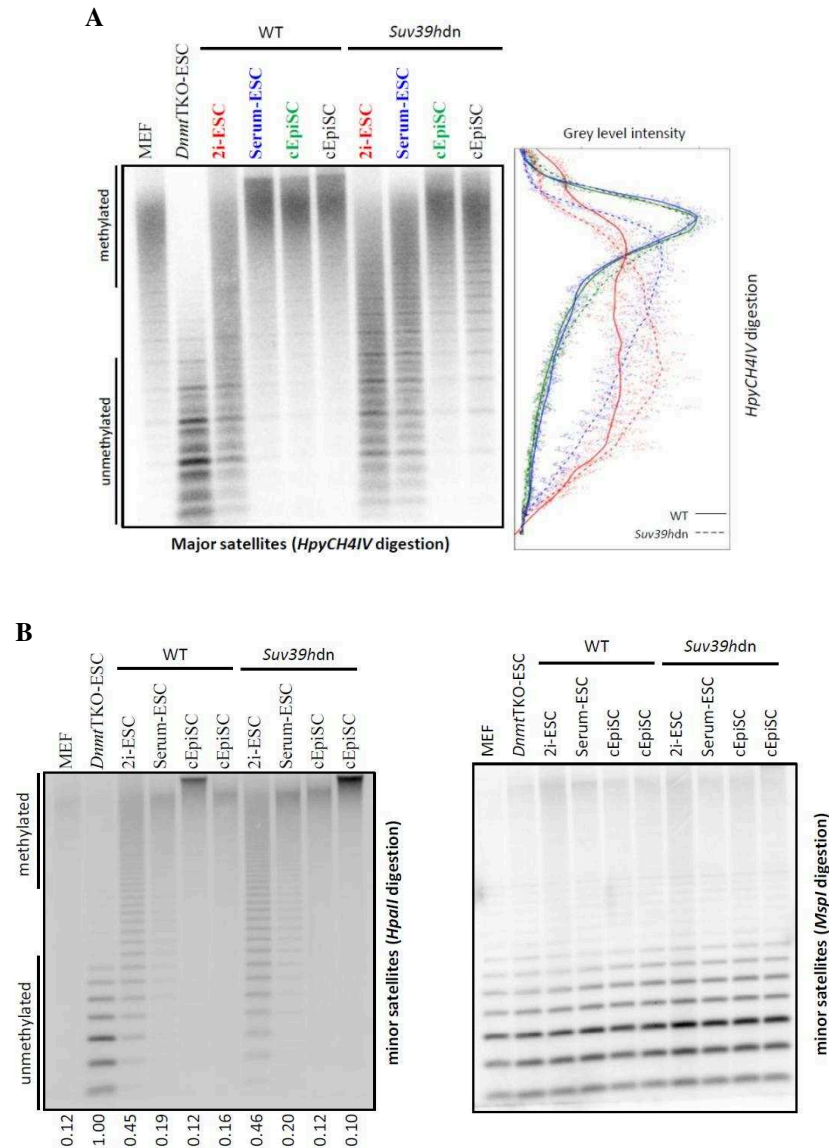 A
WT
Suv39hdn
MEF
DnmtTKO-ESC
2i-ESC
Serum-ESC
cEpiSC
cEpiSC
2i-ESC
Serum-ESC
cEpiSC
cEpiSC
methylated
unmethylated
Major satellites (HpyCH4IV digestion)
Grey level intensity
HpyCH4IV digestion
WT
Suv39hdn
B
WT
Suv39hdn
MEF
DnmtTKO-ESC
2i-ESC
Serum-ESC
cEpiSC
cEpiSC
2i-ESC
Serum-ESC
cEpiSC
cEpiSC
methylated
unmethylated
minor satellites (HpaII digestion)
0.12
1.00
0.45
0.19
0.12
0.16
0.46
0.20
0.12
0.10
WT
Suv39hdn
MEF
DnmtTKO-ESC
2i-ESC
Serum-ESC
cEpiSC
cEpiSC
2i-ESC
Serum-ESC
cEpiSC
cEpiSC
minor satellites (MspI digestion)